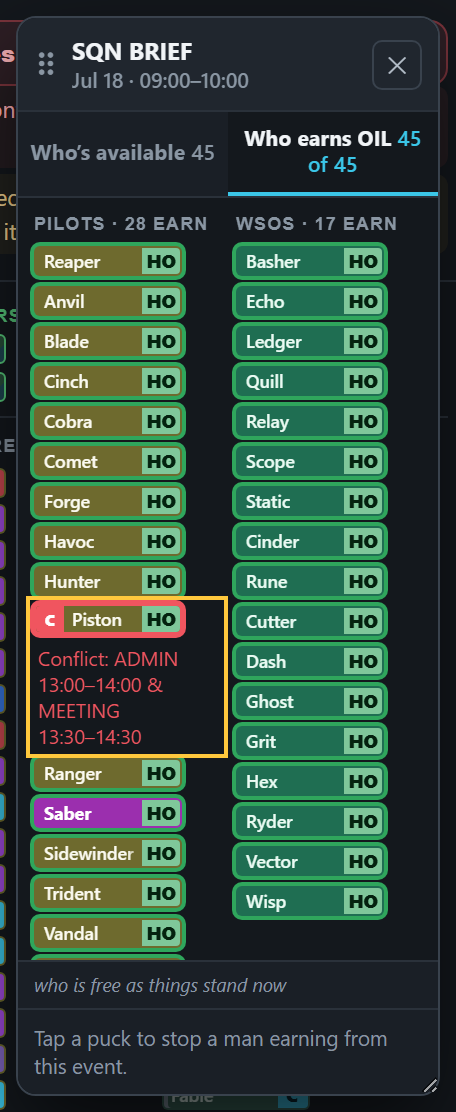 SQN BRIEF
Jul 18 · 09:00–10:00
Who's available 45
Who earns OIL 45
of 45
PILOTS · 28 EARN
Reaper HO
Anvil HO
Blade HO
Cinch HO
Cobra HO
Comet HO
Forge HO
Havoc HO
Hunter HO
C Piston HO
Conflict: ADMIN
13:00–14:00 &
MEETING
13:30–14:30
Ranger HO
Saber HO
Sidewinder HO
Trident HO
Vandal HO
WSOS · 17 EARN
Basher HO
Echo HO
Ledger HO
Quill HO
Relay HO
Scope HO
Static HO
Cinder HO
Rune HO
Cutter HO
Dash HO
Ghost HO
Grit HO
Hex HO
Ryder HO
Vector HO
Wisp HO
who is free as things stand now
Tap a puck to stop a man earning from
this event.
Fable C